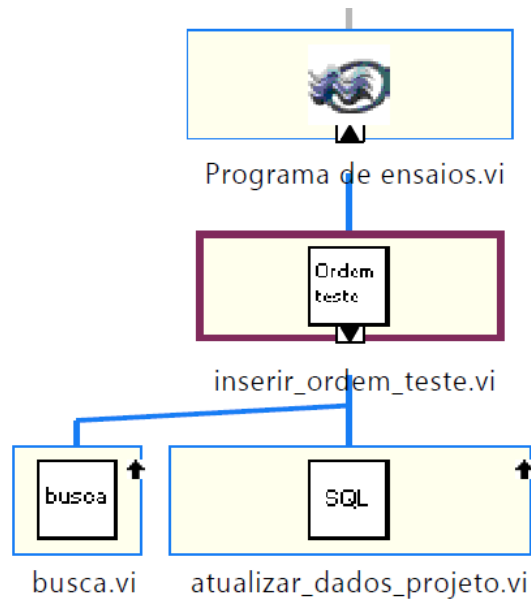 Programa de ensaios.vi
Ordem
teste
inserir_ordem_teste.vi
busca
SQL
busca.vi
atualizar_dados_projeto.vi